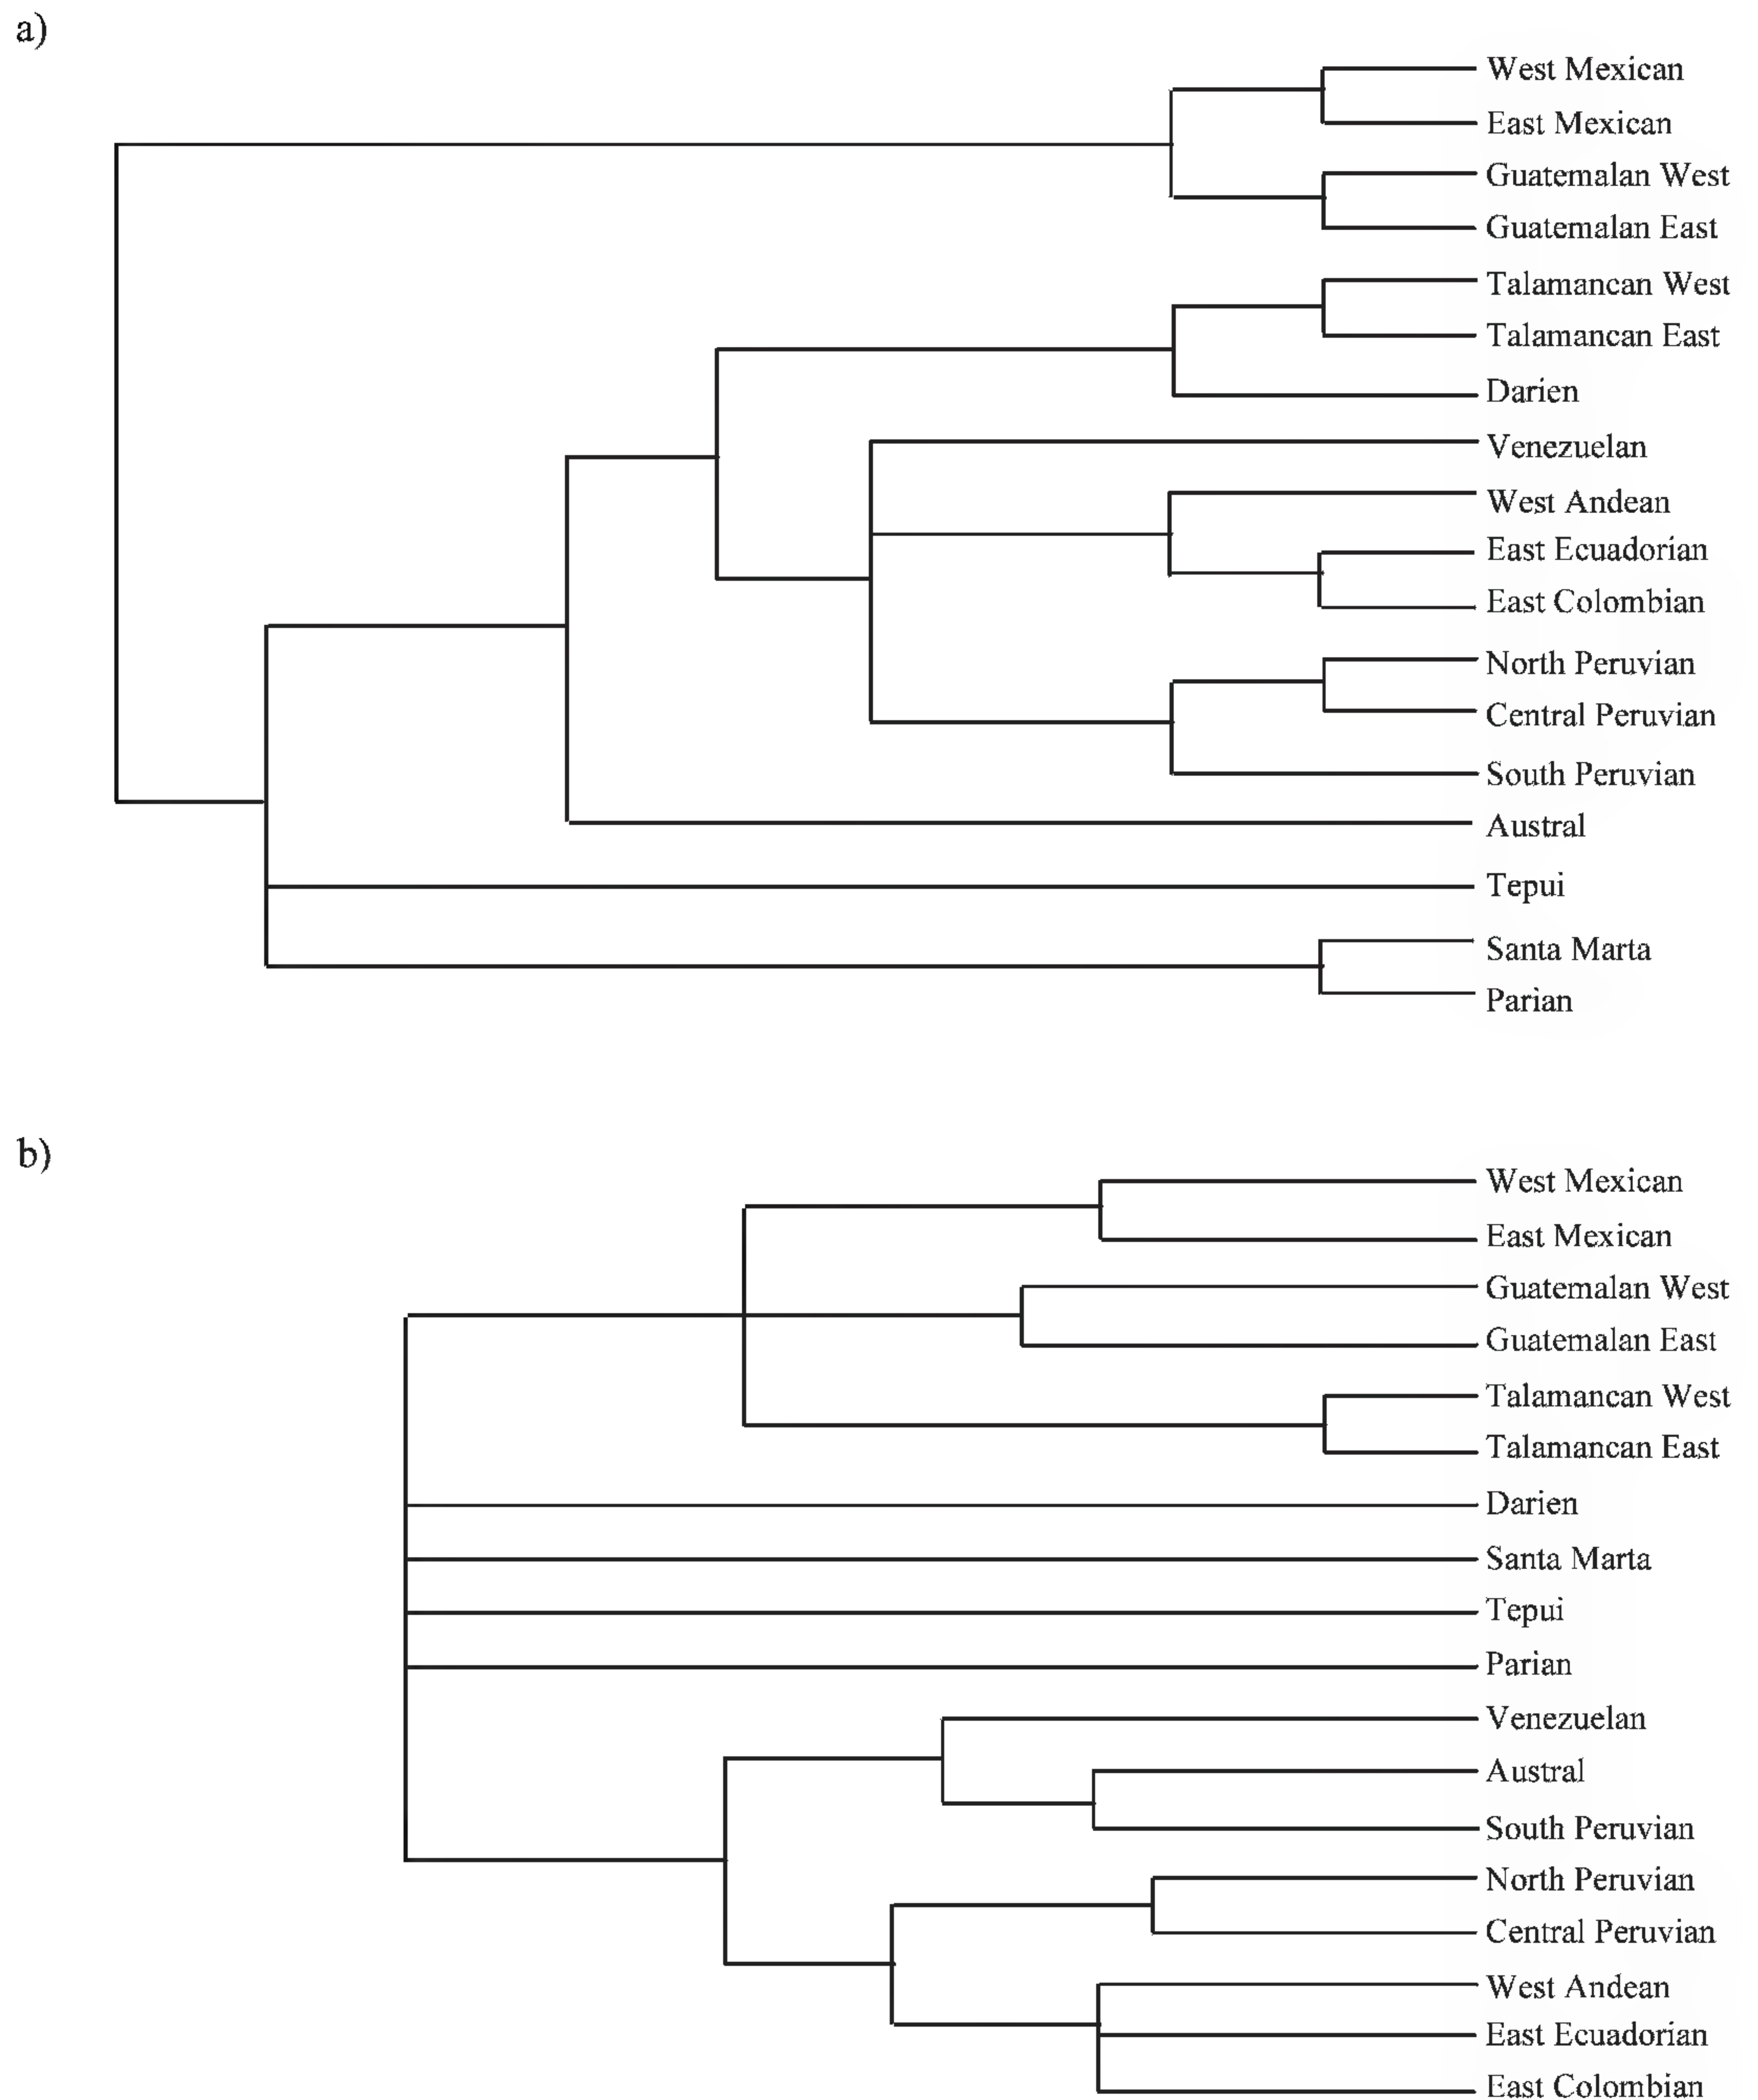 a)
West Mexican
East Mexican
Guatemalan West
Guatemalan East
Talamancan West
Talamancan East
Darien
Venezuelan
West Andean
East Ecuadorian
East Colombian
North Peruvian
Central Peruvian
South Peruvian
Austral
Tepui
Santa Marta
Parian
b)
West Mexican
East Mexican
Guatemalan West
Guatemalan East
Talamancan West
Talamancan East
Darien
Santa Marta
Tepui
Parian
Venezuelan
Austral
South Peruvian
North Peruvian
Central Peruvian
West Andean
East Ecuadorian
East Colombian